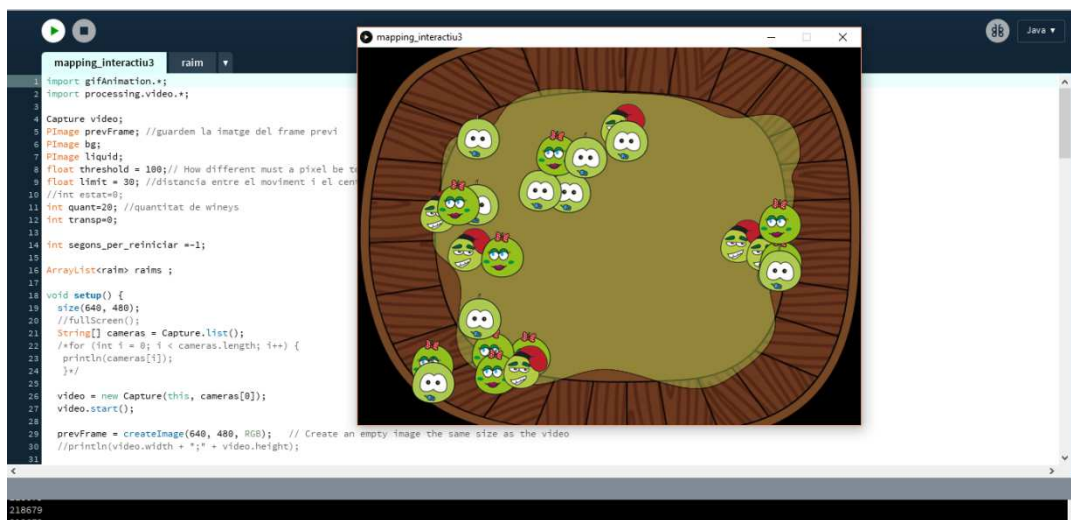 Java
mapping_interactiu3
raim
mapping_interactiu3
1 import gifAnimation.*;
2 import processing.video.*;
3
4 Capture video;
5 PImage prevFrame; //guardem la imatge del frame previ
6 PImage bg;
7 PImage liquid;
8 float threshold = 100;// How different must a pixel be to
9 float limit = 30; //distancia entre el moviment i el cen
10 //int estat=0;
11 int quant=20; //quantitat de wineys
12 int transp=0;
13
14 int segons_per_reiniciar =-1;
15
16 ArrayList<raim> raims ;
17
18 void setup() {
19 size(640, 480);
20 //fullScreen();
21 String[] cameras = Capture.list();
22 /*for (int i = 0; i < cameras.length; i++) {
23 println(cameras[i]);
24 }*/
25
26 video = new Capture(this, cameras[0]);
27 video.start();
28
29 prevFrame = createImage(640, 480, RGB); // Create an empty image the same size as the video
30 //println(video.width + ";" + video.height);
31
218679